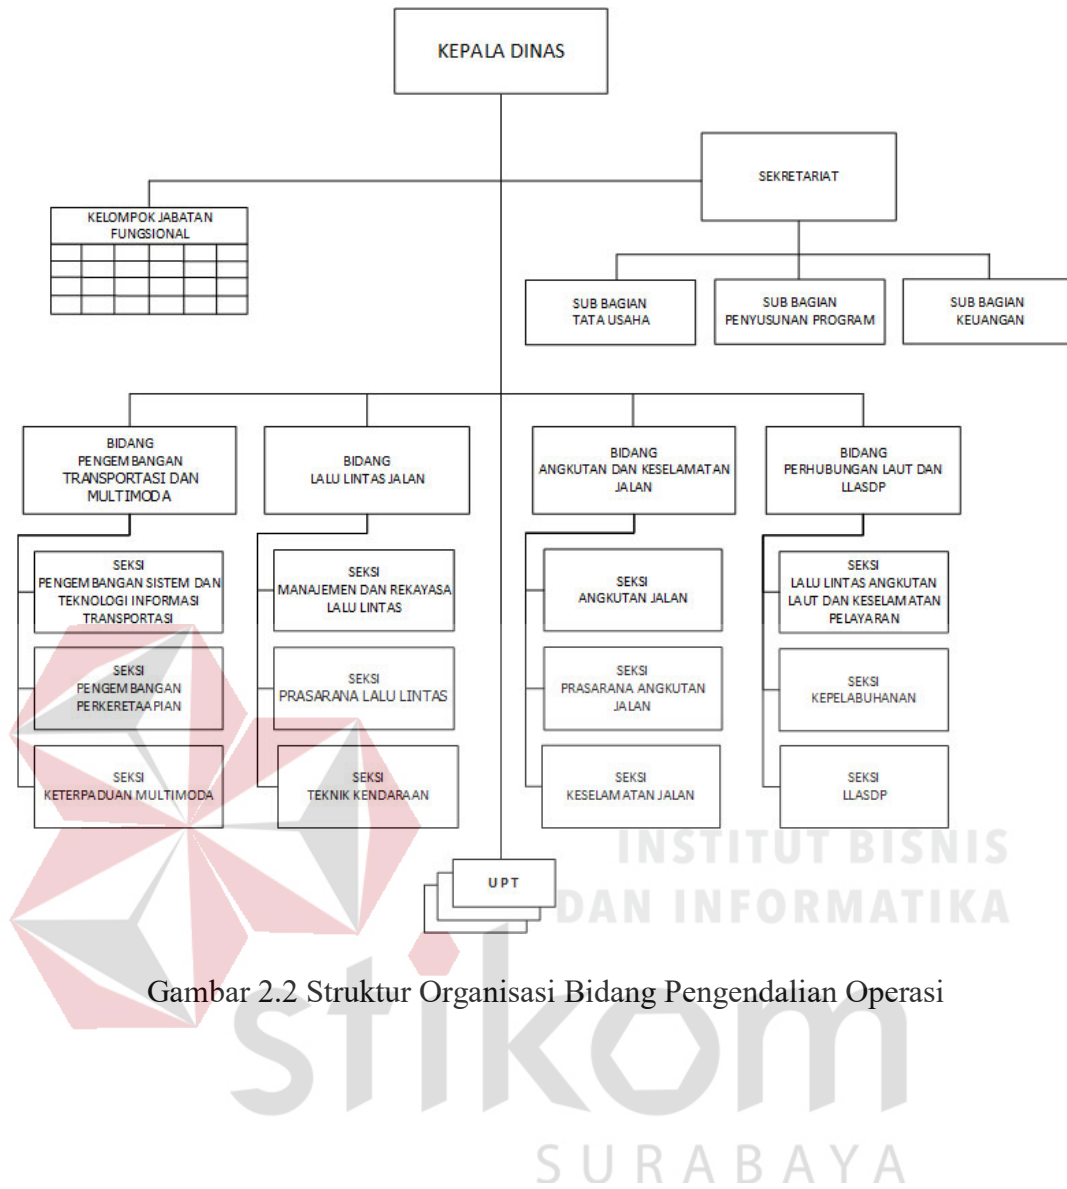 KEPALA DINAS
SEKRETARIAT
KELOMPOK JABATAN
FUNGSIONAL
SUB BAGIAN
TATA USAHA
SUB BAGIAN
PENYUSUNAN PROGRAM
SUB BAGIAN
KEUANGAN
BIDANG
PENGEMBANGAN
TRANSPORTASI DAN
MULTIMODA
BIDANG
LALU LINTAS JALAN
BIDANG
ANGKUTAN DAN KESELAMATAN
JALAN
BIDANG
PERHUBUNGAN LAUT DAN
LLASDP
SEKSI
PENGEMBANGAN SISTEM DAN
TEKNOLOGI INFORMASI
TRANSPORTASI
SEKSI
MANAJEMEN DAN REKAYASA
LALU LINTAS
SEKSI
ANGKUTAN JALAN
SEKSI
LALU LINTAS ANGKUTAN
LAUT DAN KESELAMATAN
PELAYARAN
SEKSI
PENGEMBANGAN
PERKERETAAPIAN
SEKSI
PRASARANA LALU LINTAS
SEKSI
PRASARANA ANGKUTAN
JALAN
SEKSI
KEPELABUHANAN
SEKSI
KETERPADUAN MULTIMODA
SEKSI
TEKNIK KENDARAAN
SEKSI
KESELAMATAN JALAN
SEKSI
LLASDP
UPT
INSTITUT BISNIS
DAN INFORMATIKA
Gambar 2.2 Struktur Organisasi Bidang Pengendalian Operasi
stikom
SURABAYA